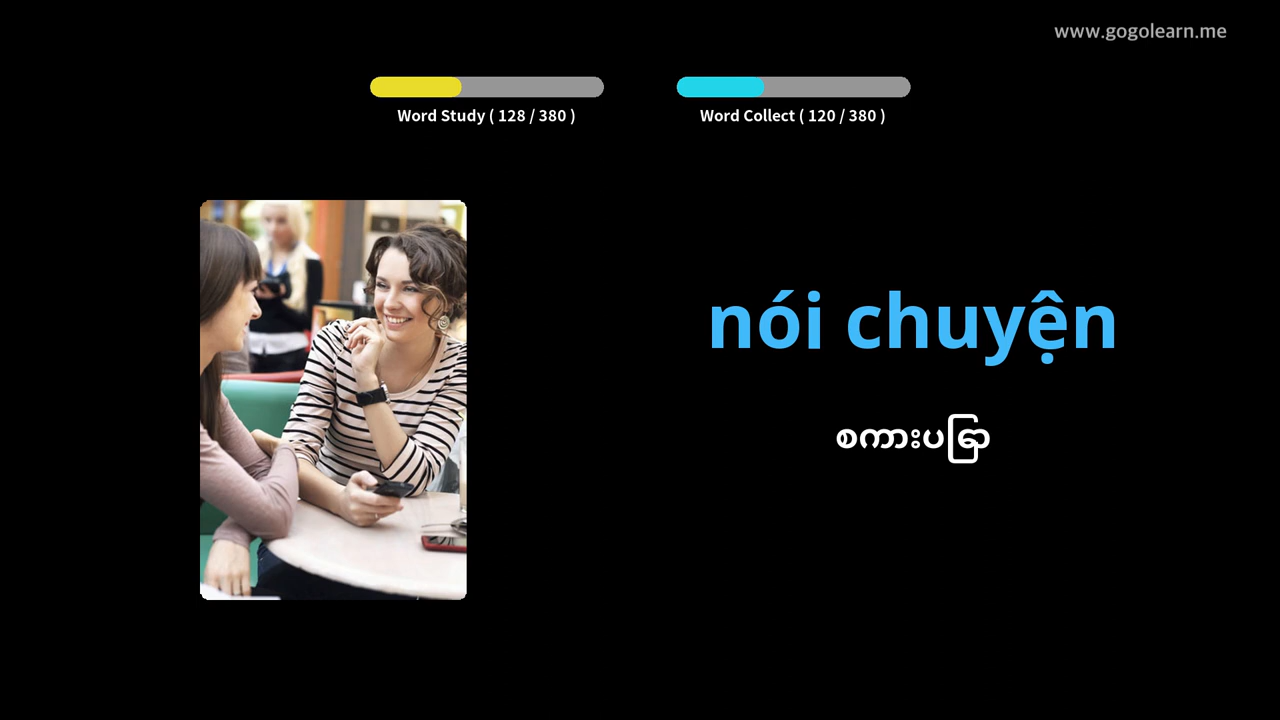 www.gogolearn.me
Word Study ( 128 / 380 )
Word Collect ( 120 / 380 )
nói chuyện
စကားပြော